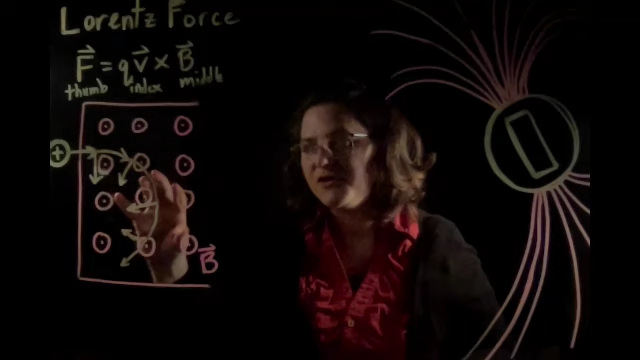 Lorentz Force
F⃗ = qv⃗ × B⃗
thumb index middle
+
B⃗